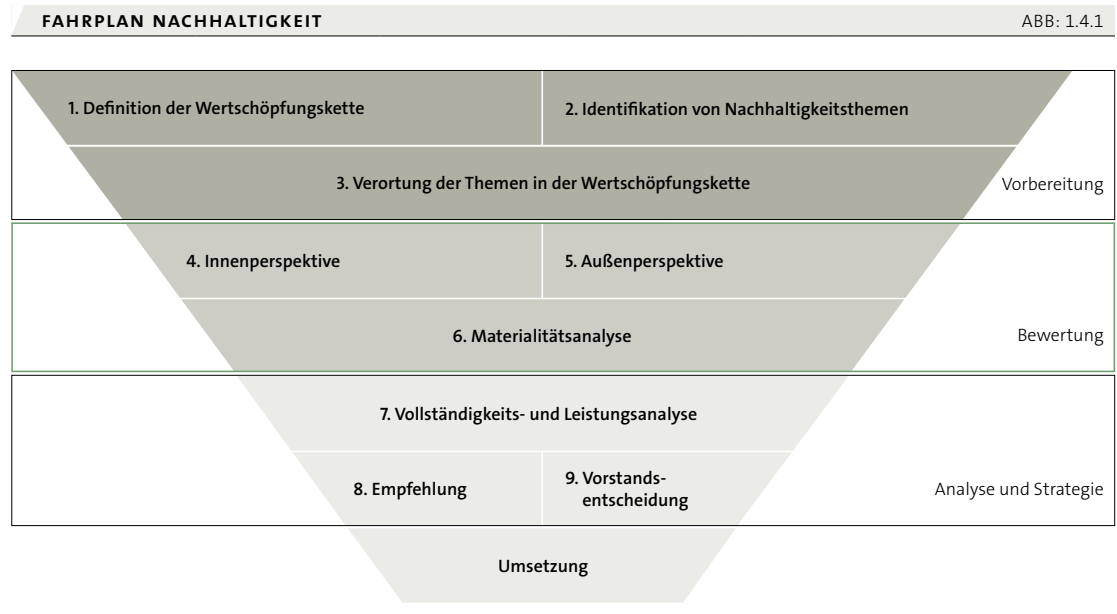 FAHRPLAN NACHHALTIGKEIT
ABB: 1.4.1
1. Definition der Wertschöpfungskette
2. Identifikation von Nachhaltigkeitsthemen
3. Verortung der Themen in der Wertschöpfungskette
Vorbereitung
4. Innenperspektive
5. Außenperspektive
6. Materialitätsanalyse
Bewertung
7. Vollständigkeits- und Leistungsanalyse
8. Empfehlung
9. Vorstands-
entscheidung
Analyse und Strategie
Umsetzung